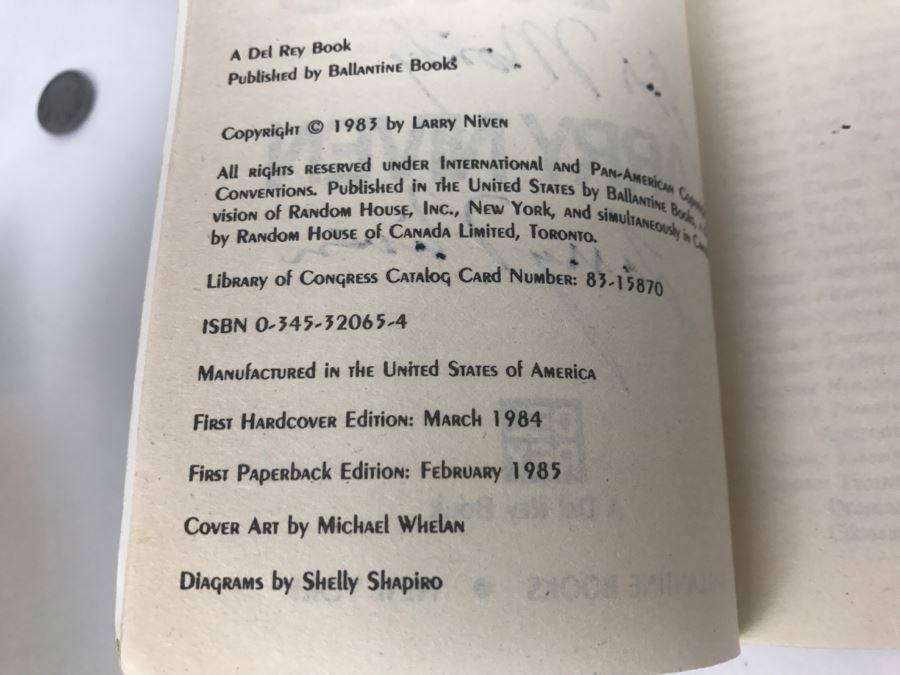 A Del Rey Book
Published by Ballantine Books
Copyright © 1983 by Larry Niven
All rights reserved under International and Pan-American
Conventions. Published in the United States by Ballantine Books,
vision of Random House, Inc., New York, and simultaneously in
by Random House of Canada Limited, Toronto.
Library of Congress Catalog Card Number: 83-15870
ISBN 0-345-32065-4
Manufactured in the United States of America
First Hardcover Edition: March 1984
First Paperback Edition: February 1985
Cover Art by Michael Whelan
Diagrams by Shelly Shapiro